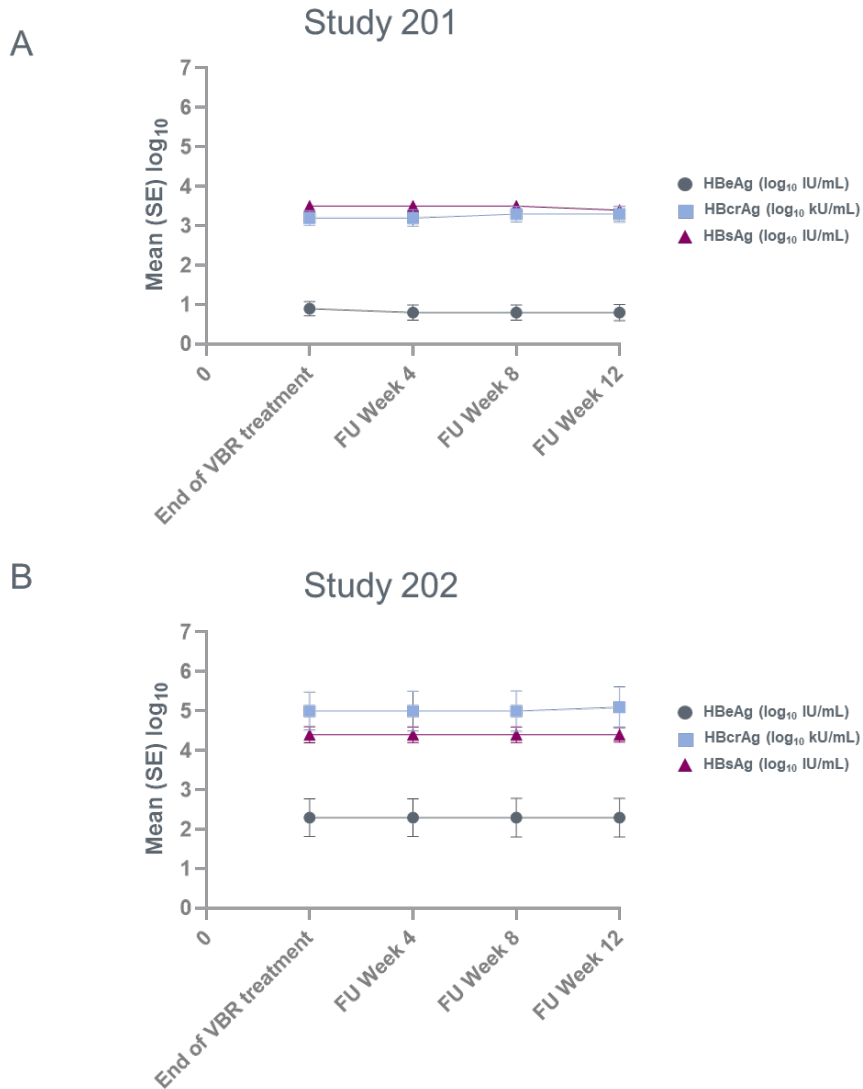 A
Study 201
Mean (SE) log₁₀
7
6
5
4
3
2
1
0
0
End of VBR treatment
FU Week 4
FU Week 8
FU Week 12
HBeAg (log₁₀ IU/mL)
HBcrAg (log₁₀ kU/mL)
HBsAg (log₁₀ IU/mL)
B
Study 202
Mean (SE) log₁₀
7
6
5
4
3
2
1
0
0
End of VBR treatment
FU Week 4
FU Week 8
FU Week 12
HBeAg (log₁₀ IU/mL)
HBcrAg (log₁₀ kU/mL)
HBsAg (log₁₀ IU/mL)